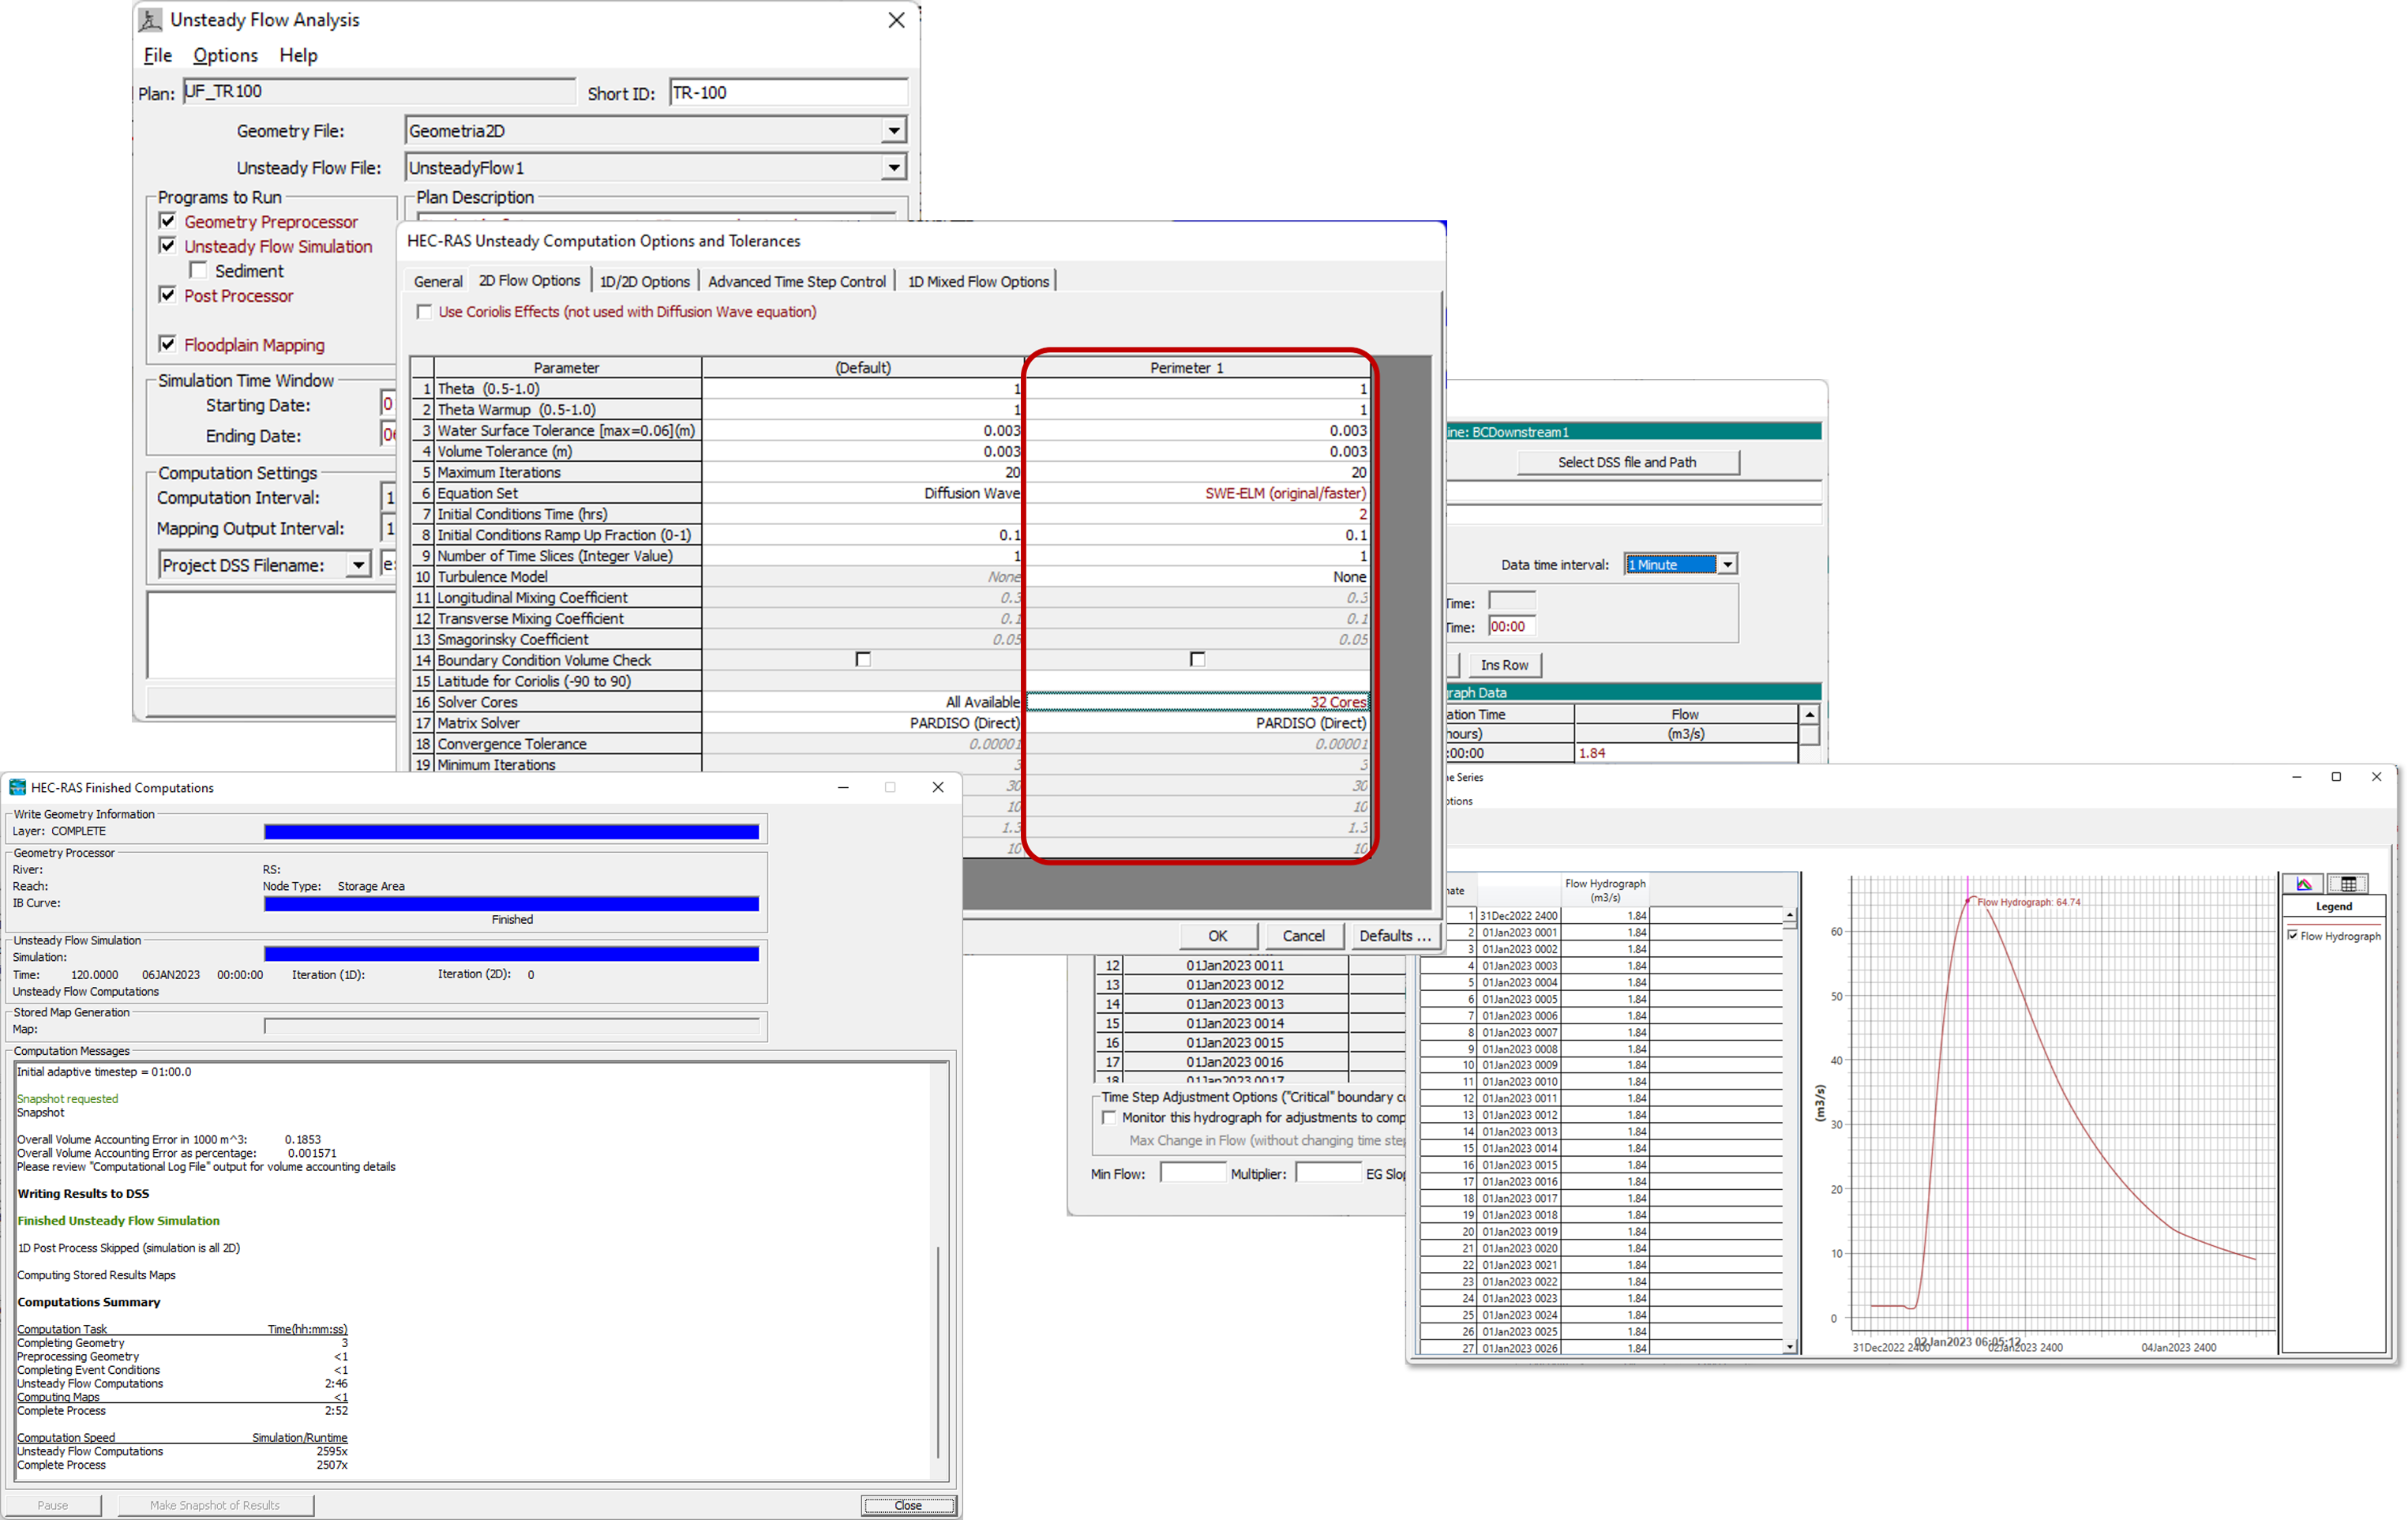 Unsteady Flow Analysis
File Options Help
Plan: UF_TR100 Short ID: TR-100
Geometry File: Geometria2D
Unsteady Flow File: UnsteadyFlow1
Programs to Run Plan Description
Geometry Preprocessor
Unsteady Flow Simulation
Sediment
Post Processor
Floodplain Mapping
Simulation Time Window
Starting Date: 0
Ending Date:
Computation Settings
Computation Interval: 1
Mapping Output Interval: 1
Project DSS Filename:
HEC-RAS Unsteady Computation Options and Tolerances
General 2D Flow Options 1D/2D Options Advanced Time Step Control 1D Mixed Flow Options
Use Coriolis Effects (not used with Diffusion Wave equation)
Parameter (Default) Perimeter 1
1 Theta (0.5-1.0) 1 1
2 Theta Warmup (0.5-1.0) 1 1
3 Water Surface Tolerance [max=0.06](m) 0.003 0.003
4 Volume Tolerance (m) 0.003 0.003
5 Maximum Iterations 20 20
6 Equation Set Diffusion Wave SWE-ELM (original/faster)
7 Initial Conditions Time (hrs) 2
8 Initial Conditions Ramp Up Fraction (0-1) 0.1 0.1
9 Number of Time Slices (Integer Value) 1 1
10 Turbulence Model None None
11 Longitudinal Mixing Coefficient 0.3 0.3
12 Transverse Mixing Coefficient 0.1 0.1
13 Smagorinsky Coefficient 0.05 0.05
14 Boundary Condition Volume Check
15 Latitude for Coriolis (-90 to 90)
16 Solver Cores All Available 32 Cores
17 Matrix Solver PARDISO (Direct) PARDISO (Direct)
18 Convergence Tolerance 0.00001 0.00001
19 Minimum Iterations 3 3
30 30
10 10
1.3 1.3
10 10
OK Cancel Defaults ...
ine: BCDownstream1
Select DSS file and Path
Data time interval: 1 Minute
Time:
Time: 00:00
Ins Row
raph Data
ation Time Flow
hours) (m3/s)
:00:00 1.84
12 01Jan2023 0011
13 01Jan2023 0012
14 01Jan2023 0013
15 01Jan2023 0014
16 01Jan2023 0015
17 01Jan2023 0016
18 01Jan2023 0017
Time Step Adjustment Options ("Critical" boundary co
Monitor this hydrograph for adjustments to comp
Max Change in Flow (without changing time step
Min Flow: Multiplier: EG Slop
HEC-RAS Finished Computations
Write Geometry Information
Layer: COMPLETE
Geometry Processor
River: RS:
Reach: Node Type: Storage Area
IB Curve:
Finished
Unsteady Flow Simulation
Simulation:
Time: 120.0000 06JAN2023 00:00:00 Iteration (1D): Iteration (2D): 0
Unsteady Flow Computations
Stored Map Generation
Map:
Computation Messages
Initial adaptive timestep = 01:00.0
Snapshot requested
Snapshot
Overall Volume Accounting Error in 1000 m^3: 0.1853
Overall Volume Accounting Error as percentage: 0.001571
Please review "Computational Log File" output for volume accounting details
Writing Results to DSS
Finished Unsteady Flow Simulation
1D Post Process Skipped (simulation is all 2D)
Computing Stored Results Maps
Computations Summary
Computation Task Time(hh:mm:ss)
Completing Geometry 3
Preprocessing Geometry <1
Completing Event Conditions <1
Unsteady Flow Computations 2:46
Computing Maps <1
Complete Process 2:52
Computation Speed Simulation/Runtime
Unsteady Flow Computations 2595x
Complete Process 2507x
Pause Make Snapshot of Results Close
ne Series
ptions
nate Flow Hydrograph
(m3/s)
1 31Dec2022 2400 1.84
2 01Jan2023 0001 1.84
3 01Jan2023 0002 1.84
4 01Jan2023 0003 1.84
5 01Jan2023 0004 1.84
6 01Jan2023 0005 1.84
7 01Jan2023 0006 1.84
8 01Jan2023 0007 1.84
9 01Jan2023 0008 1.84
10 01Jan2023 0009 1.84
11 01Jan2023 0010 1.84
12 01Jan2023 0011 1.84
13 01Jan2023 0012 1.84
14 01Jan2023 0013 1.84
15 01Jan2023 0014 1.84
16 01Jan2023 0015 1.84
17 01Jan2023 0016 1.84
18 01Jan2023 0017 1.84
19 01Jan2023 0018 1.84
20 01Jan2023 0019 1.84
21 01Jan2023 0020 1.84
22 01Jan2023 0021 1.84
23 01Jan2023 0022 1.84
24 01Jan2023 0023 1.84
25 01Jan2023 0024 1.84
26 01Jan2023 0025 1.84
27 01Jan2023 0026 1.84
Flow Hydrograph: 64.74
60
50
40
30
20
10
0
(m3/s)
02Jan2023 06:05:12
31Dec2022 2400 02Jan2023 2400 04Jan2023 2400
Legend
Flow Hydrograph